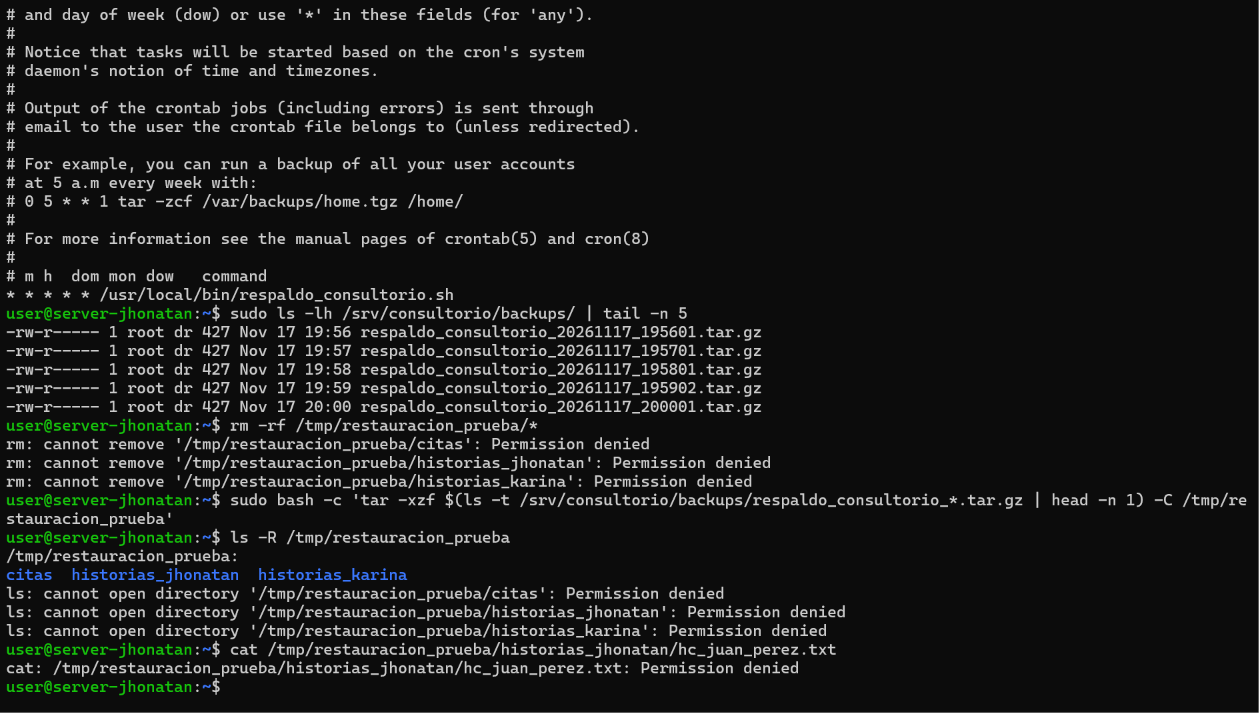 # and day of week (dow) or use '*' in these fields (for 'any').
#
# Notice that tasks will be started based on the cron's system
# daemon's notion of time and timezones.
#
# Output of the crontab jobs (including errors) is sent through
# email to the user the crontab file belongs to (unless redirected).
#
# For example, you can run a backup of all your user accounts
# at 5 a.m every week with:
# 0 5 * * 1 tar -zcf /var/backups/home.tgz /home/
#
# For more information see the manual pages of crontab(5) and cron(8)
#
# m h  dom mon dow   command
* * * * * /usr/local/bin/respaldo_consultorio.sh
user@server-jhonatan:~$ sudo ls -lh /srv/consultorio/backups/ | tail -n 5
-rw-r----- 1 root dr 427 Nov 17 19:56 respaldo_consultorio_20261117_195601.tar.gz
-rw-r----- 1 root dr 427 Nov 17 19:57 respaldo_consultorio_20261117_195701.tar.gz
-rw-r----- 1 root dr 427 Nov 17 19:58 respaldo_consultorio_20261117_195801.tar.gz
-rw-r----- 1 root dr 427 Nov 17 19:59 respaldo_consultorio_20261117_195902.tar.gz
-rw-r----- 1 root dr 427 Nov 17 20:00 respaldo_consultorio_20261117_200001.tar.gz
user@server-jhonatan:~$ rm -rf /tmp/restauracion_prueba/*
rm: cannot remove '/tmp/restauracion_prueba/citas': Permission denied
rm: cannot remove '/tmp/restauracion_prueba/historias_jhonatan': Permission denied
rm: cannot remove '/tmp/restauracion_prueba/historias_karina': Permission denied
user@server-jhonatan:~$ sudo bash -c 'tar -xzf $(ls -t /srv/consultorio/backups/respaldo_consultorio_*.tar.gz | head -n 1) -C /tmp/re
stauracion_prueba'
user@server-jhonatan:~$ ls -R /tmp/restauracion_prueba
/tmp/restauracion_prueba:
citas  historias_jhonatan  historias_karina
ls: cannot open directory '/tmp/restauracion_prueba/citas': Permission denied
ls: cannot open directory '/tmp/restauracion_prueba/historias_jhonatan': Permission denied
ls: cannot open directory '/tmp/restauracion_prueba/historias_karina': Permission denied
user@server-jhonatan:~$ cat /tmp/restauracion_prueba/historias_jhonatan/hc_juan_perez.txt
cat: /tmp/restauracion_prueba/historias_jhonatan/hc_juan_perez.txt: Permission denied
user@server-jhonatan:~$